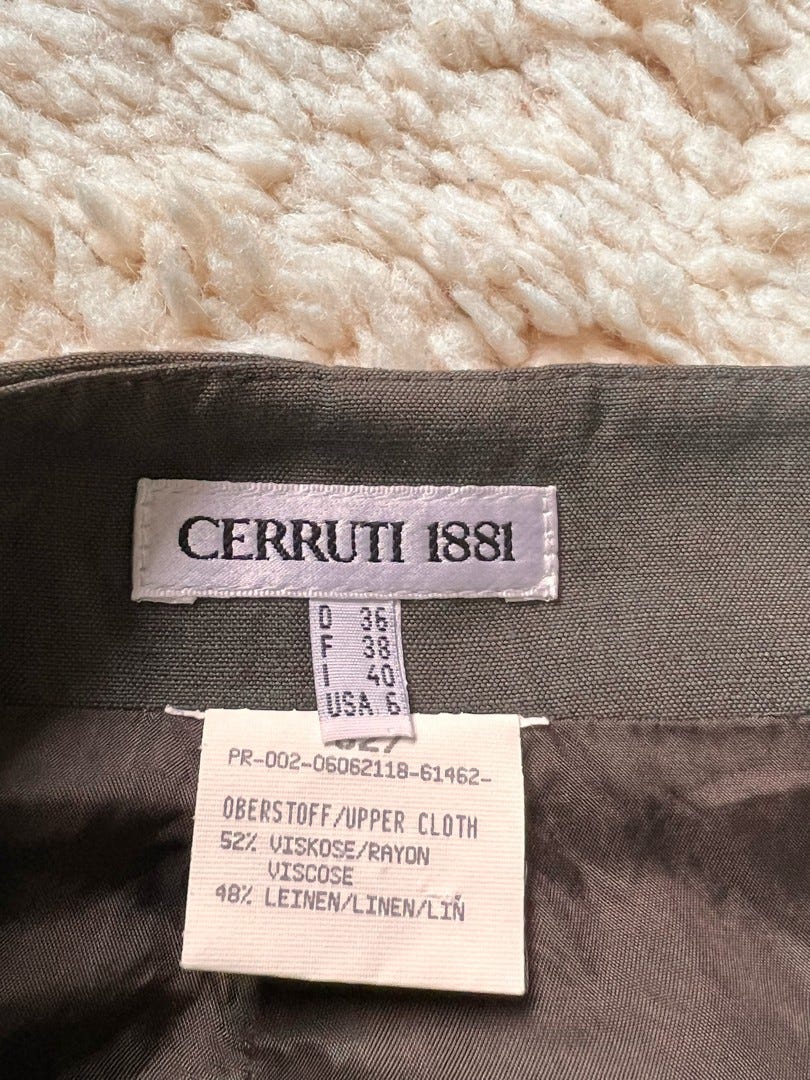 CERRUTI 1881
D 36
F 38
I 40
USA 6
PR-002-06062118-61462-
OBERSTOFF/UPPER CLOTH
52% VISKOSE/RAYON
VISCOSE
48% LEINEN/LINEN/LIN